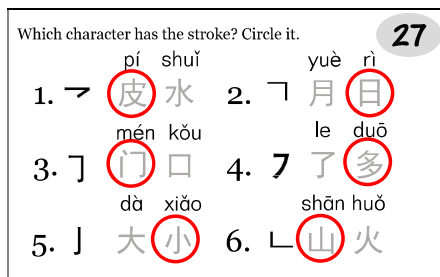 Which character has the stroke? Circle it. 27
pí shuǐ yuè rì
1. ㇖ 皮 水 2. ㇕ 月 日
mén kǒu le duō
3. ㇆ 门 口 4. ㇇ 了 多
dà xiǎo shān huǒ
5. 亅 大 小 6. ㇗ 山 火